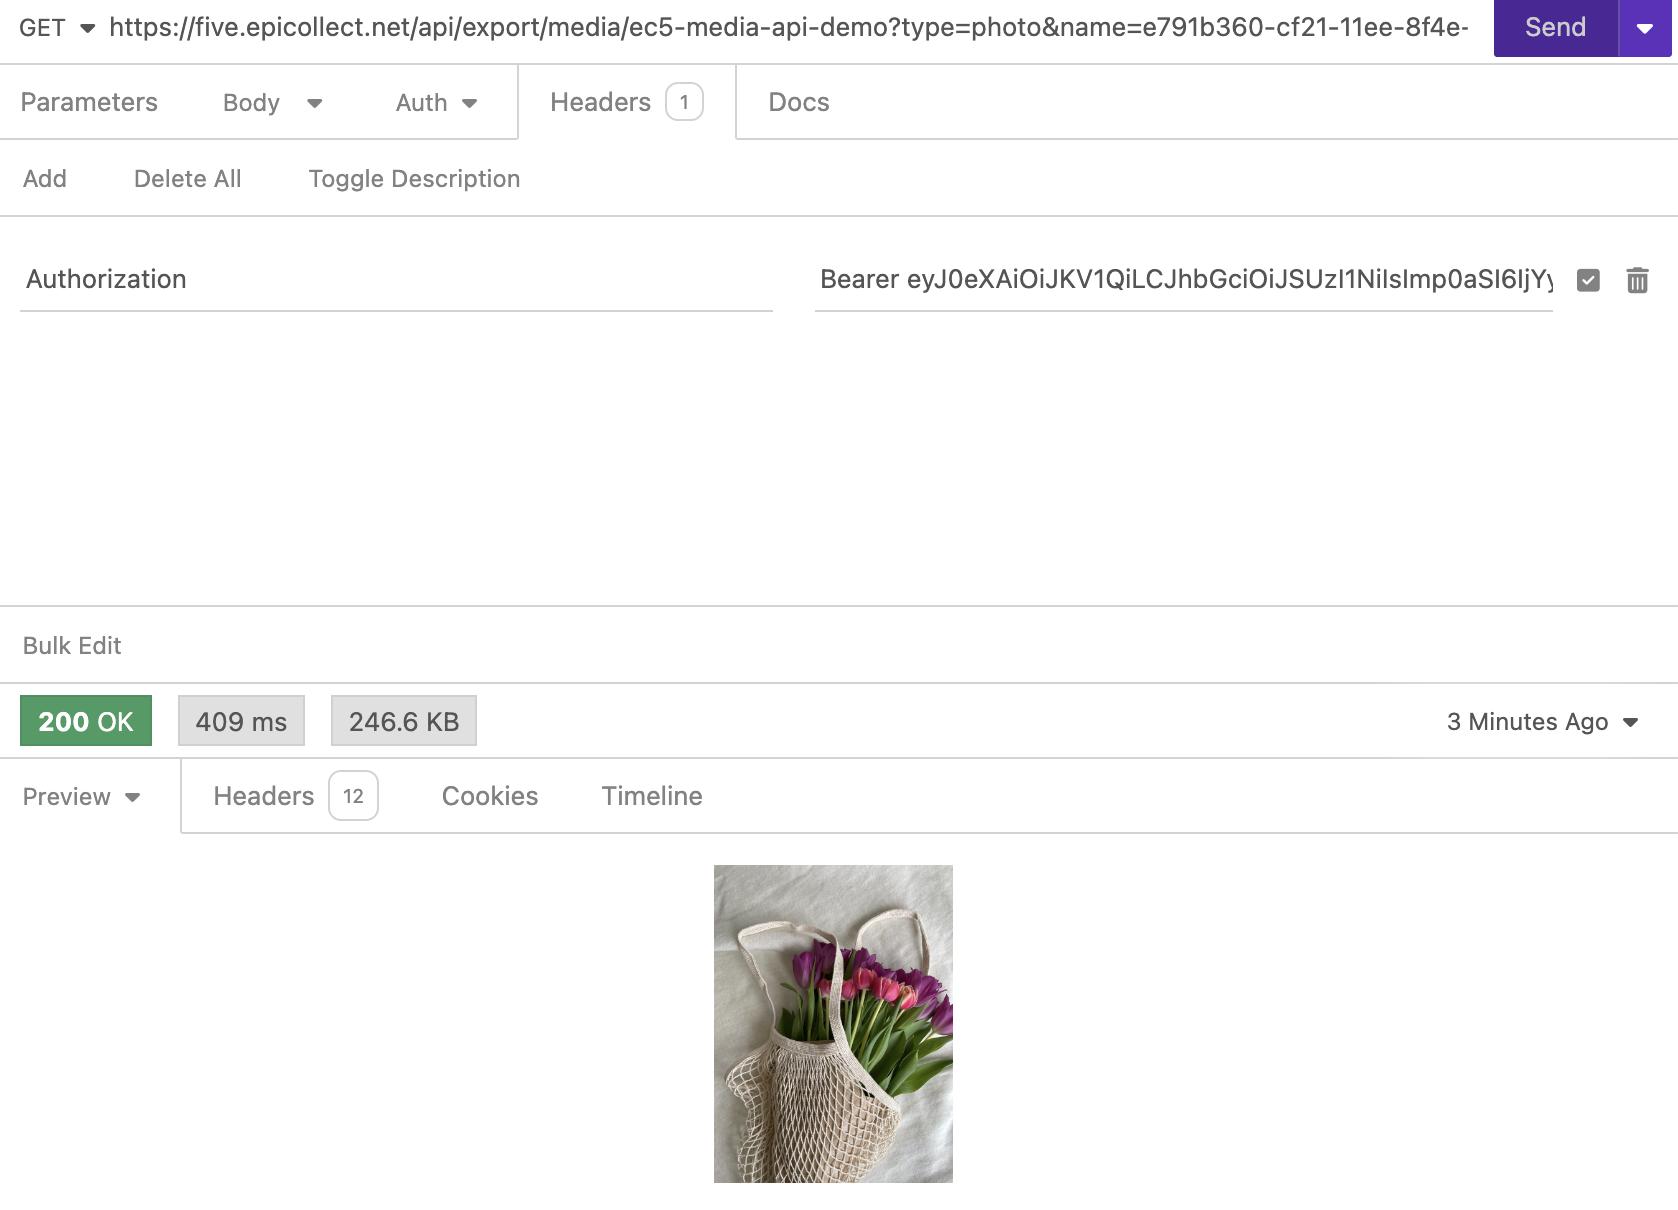 GET https://five.epicollect.net/api/export/media/ec5-media-api-demo?type=photo&name=e791b360-cf21-11ee-8f4e- Send
Parameters Body Auth Headers 1 Docs
Add Delete All Toggle Description
Authorization Bearer eyJ0eXAiOiJKV1QiLCJhbGciOiJSUzI1NiIsImp0aSI6IjYy
Bulk Edit
200 OK 409 ms 246.6 KB 3 Minutes Ago
Preview Headers 12 Cookies Timeline